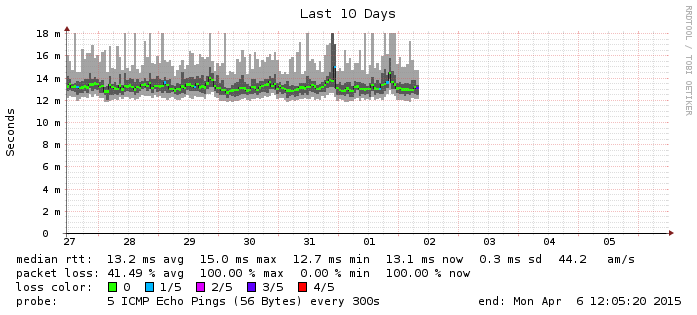 Last 10 Days
RRDTOOL / TOBI OETIKER
Seconds
18 m
16 m
14 m
12 m
10 m
8 m
6 m
4 m
2 m
0
27 28 29 30 31 01 02 03 04 05
median rtt: 13.2 ms avg 15.0 ms max 12.7 ms min 13.1 ms now 0.3 ms sd 44.2 am/s
packet loss: 41.49 % avg 100.00 % max 0.00 % min 100.00 % now
loss color: 0 1/5 2/5 3/5 4/5
probe: 5 ICMP Echo Pings (56 Bytes) every 300s end: Mon Apr 6 12:05:20 2015